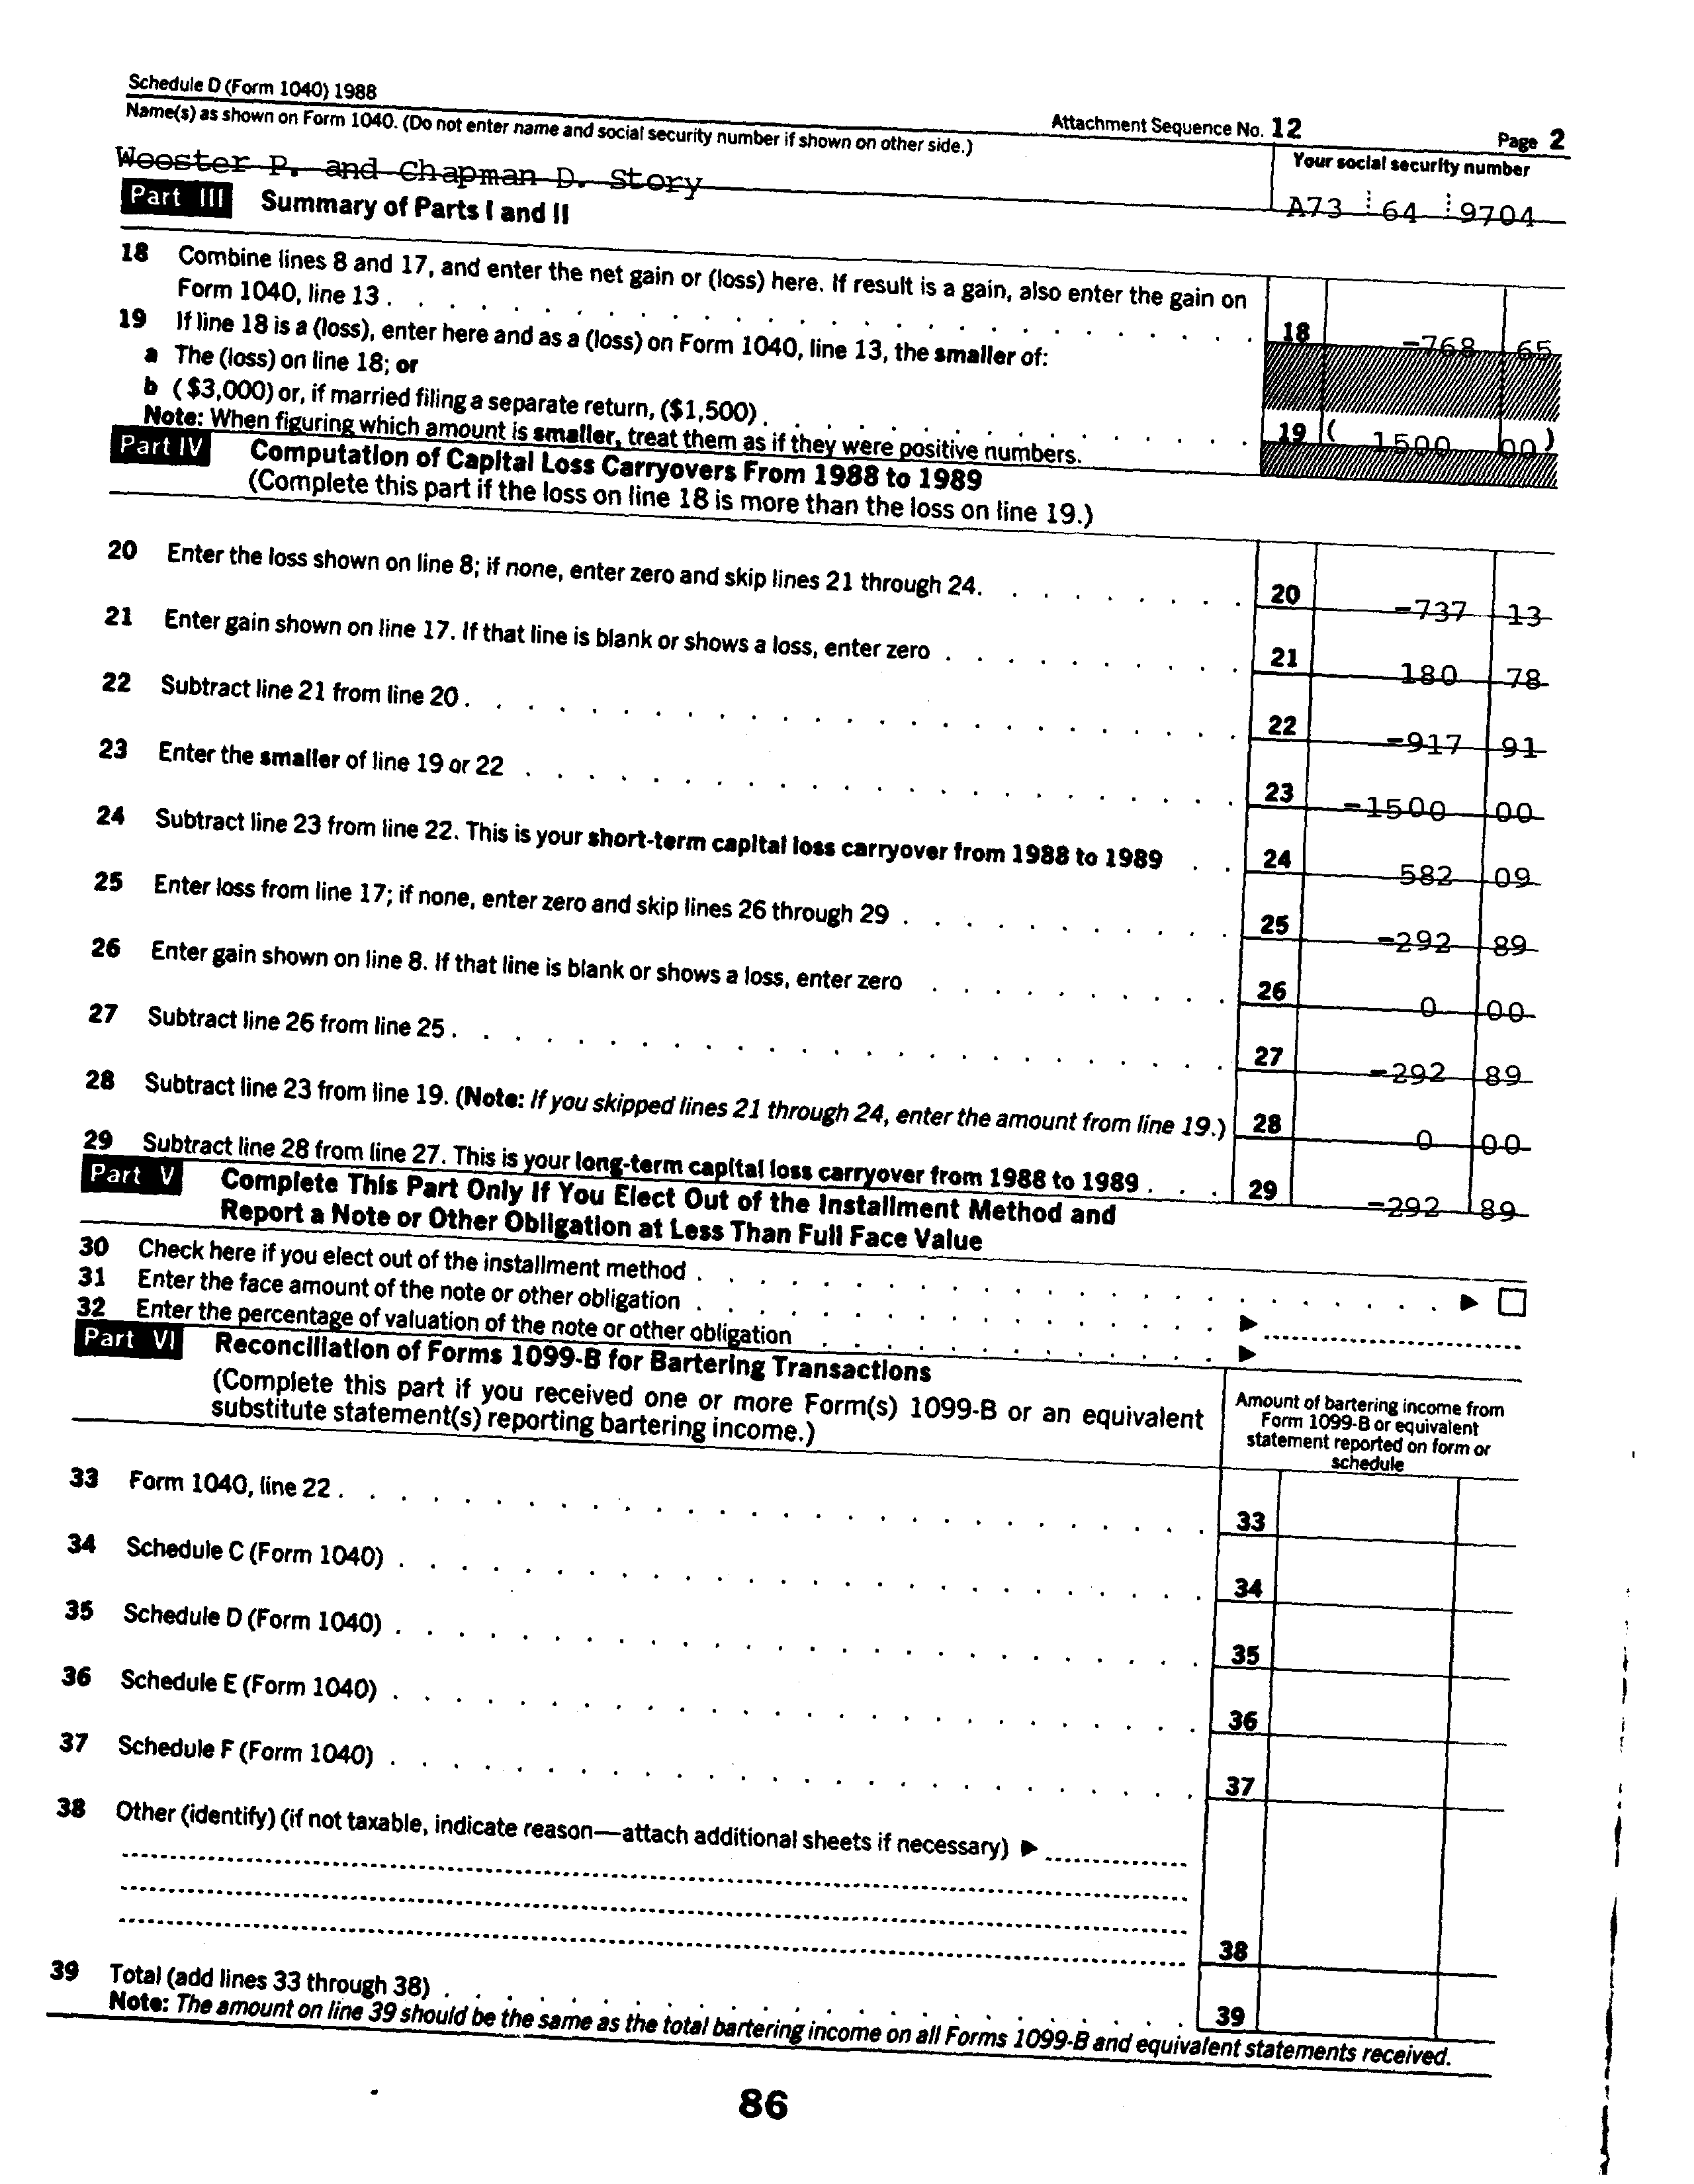 Schedule D (Form 1040) 1988
Attachment Sequence No. 12
Page 2
Name(s) as shown on Form 1040. (Do not enter name and social security number if shown on other side.)
Your social security number
Wooster P. and Chapman D. Story
A73 64 9704
Part III Summary of Parts I and II
18 Combine lines 8 and 17, and enter the net gain or (loss) here. If result is a gain, also enter the gain on
Form 1040, line 13 . 18 -768 65
19 If line 18 is a (loss), enter here and as a (loss) on Form 1040, line 13, the smaller of:
a The (loss) on line 18; or
b ($3,000) or, if married filing a separate return, ($1,500) . 19 ( 1500 00 )
Note: When figuring which amount is smaller, treat them as if they were positive numbers.
Part IV Computation of Capital Loss Carryovers From 1988 to 1989
(Complete this part if the loss on line 18 is more than the loss on line 19.)
20 Enter the loss shown on line 8; if none, enter zero and skip lines 21 through 24. 20 -737 13
21 Enter gain shown on line 17. If that line is blank or shows a loss, enter zero . 21 180 78
22 Subtract line 21 from line 20 . 22 -917 91
23 Enter the smaller of line 19 or 22 . 23 -1500 00
24 Subtract line 23 from line 22. This is your short-term capital loss carryover from 1988 to 1989 . 24 582 09
25 Enter loss from line 17; if none, enter zero and skip lines 26 through 29 . 25 -292 89
26 Enter gain shown on line 8. If that line is blank or shows a loss, enter zero . 26 0 00
27 Subtract line 26 from line 25 . 27 -292 89
28 Subtract line 23 from line 19. (Note: If you skipped lines 21 through 24, enter the amount from line 19.) 28 0 00
29 Subtract line 28 from line 27. This is your long-term capital loss carryover from 1988 to 1989 . 29 -292 89
Part V Complete This Part Only If You Elect Out of the Installment Method and
Report a Note or Other Obligation at Less Than Full Face Value
30 Check here if you elect out of the installment method . ▶ □
31 Enter the face amount of the note or other obligation . ▶
32 Enter the percentage of valuation of the note or other obligation . ▶
Part VI Reconciliation of Forms 1099-B for Bartering Transactions
(Complete this part if you received one or more Form(s) 1099-B or an equivalent
substitute statement(s) reporting bartering income.)
Amount of bartering income from
Form 1099-B or equivalent
statement reported on form or
schedule
33 Form 1040, line 22 . 33
34 Schedule C (Form 1040) . 34
35 Schedule D (Form 1040) . 35
36 Schedule E (Form 1040) . 36
37 Schedule F (Form 1040) . 37
38 Other (identify) (if not taxable, indicate reason—attach additional sheets if necessary) ▶
38
39 Total (add lines 33 through 38) . 39
Note: The amount on line 39 should be the same as the total bartering income on all Forms 1099-B and equivalent statements received.
86